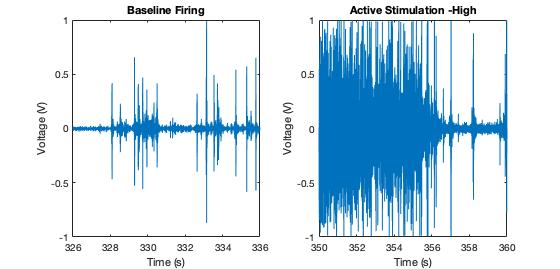 Baseline Firing
Active Stimulation -High
1
0.5
0
-0.5
-1
Voltage (V)
326 328 330 332 334 336
Time (s)
1
0.5
0
-0.5
-1
Voltage (V)
350 352 354 356 358 360
Time (s)